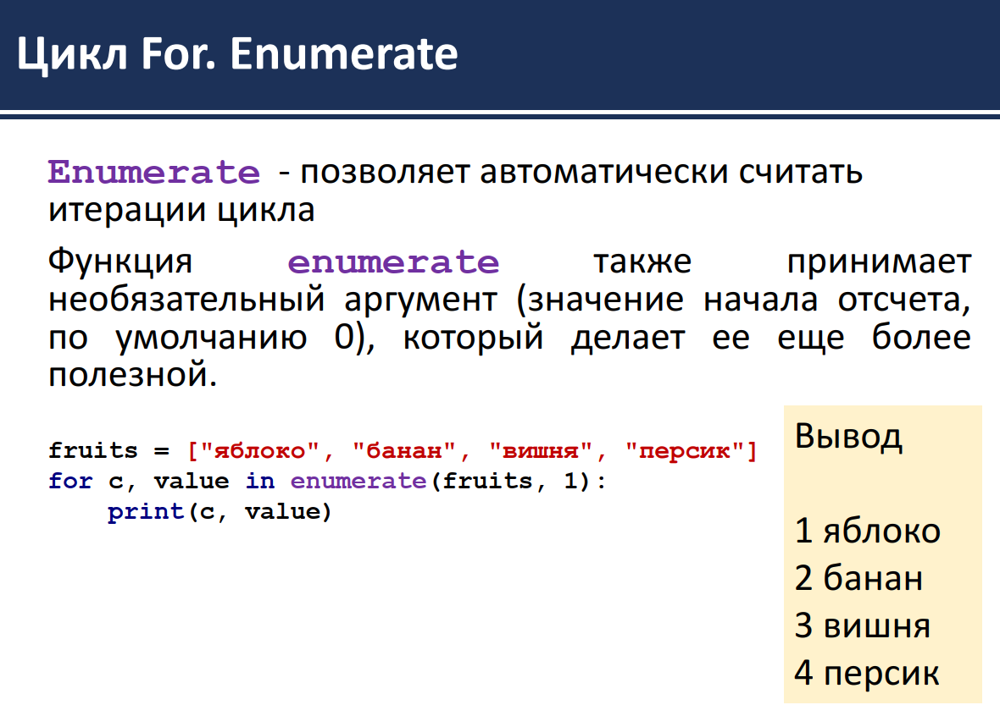 Цикл For. Enumerate
Enumerate - позволяет автоматически считать
итерации цикла
Функция enumerate также принимает
необязательный аргумент (значение начала отсчета,
по умолчанию 0), который делает ее еще более
полезной.
fruits = ["яблоко", "банан", "вишня", "персик"]
for c, value in enumerate(fruits, 1):
    print(c, value)
Вывод
1 яблоко
2 банан
3 вишня
4 персик